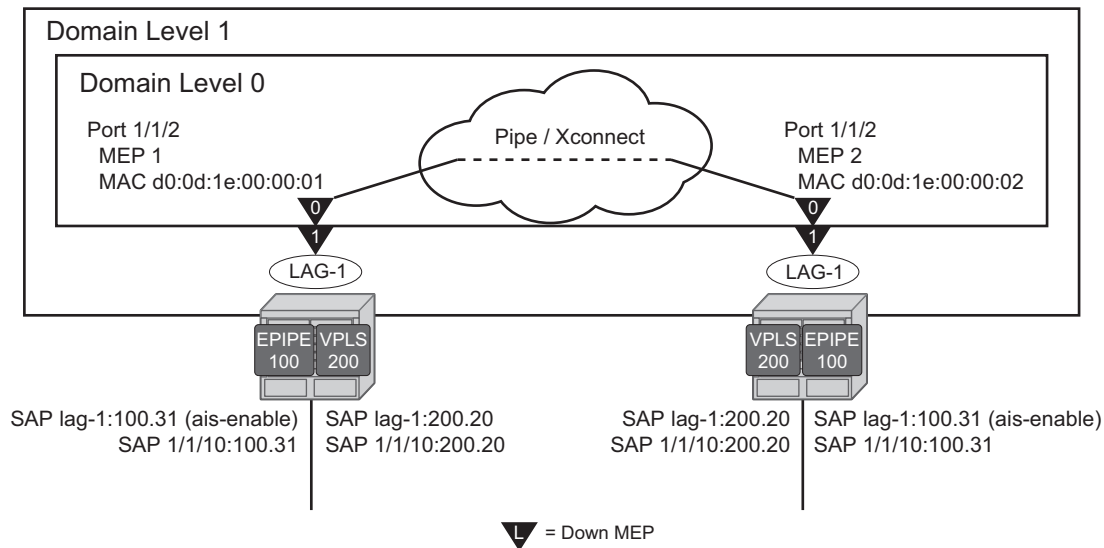 Domain Level 1
Domain Level 0
Port 1/1/2
MEP 1
MAC d0:0d:1e:00:00:01
Pipe / Xconnect
Port 1/1/2
MEP 2
MAC d0:0d:1e:00:00:02
0
0
1
1
LAG-1
LAG-1
EPIPE
100
VPLS
200
VPLS
200
EPIPE
100
SAP lag-1:100.31 (ais-enable)
SAP 1/1/10:100.31
SAP lag-1:200.20
SAP 1/1/10:200.20
SAP lag-1:200.20
SAP 1/1/10:200.20
SAP lag-1:100.31 (ais-enable)
SAP 1/1/10:100.31
L = Down MEP